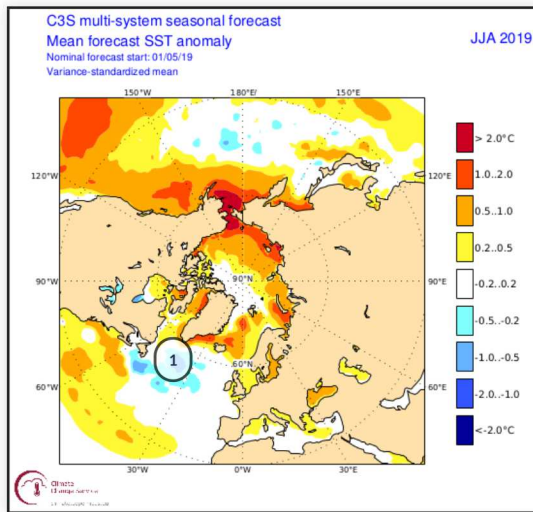 C3S multi-system seasonal forecast
Mean forecast SST anomaly
JJA 2019
Nominal forecast start: 01/05/19
Variance-standardized mean
150°W
180°E/
150°E
120°W
120°E
90°W
90°N
90°E
60°W
60°N
60°E
1
30°W
0°W
30°E
> 2.0°C
1.0..2.0
0.5..1.0
0.2..0.5
-0.2..0.2
-0.5..-0.2
-1.0..-0.5
-2.0..-1.0
<-2.0°C
Climate
Change Service